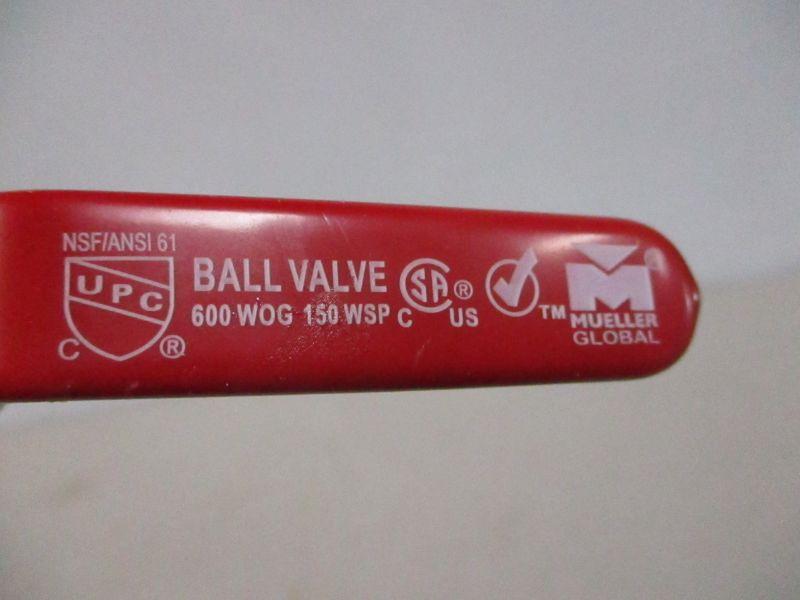 NSF/ANSI 61
UPC
C ®
BALL VALVE
600 WOG 150 WSP
SA ®
C US
TM
M ®
MUELLER
GLOBAL